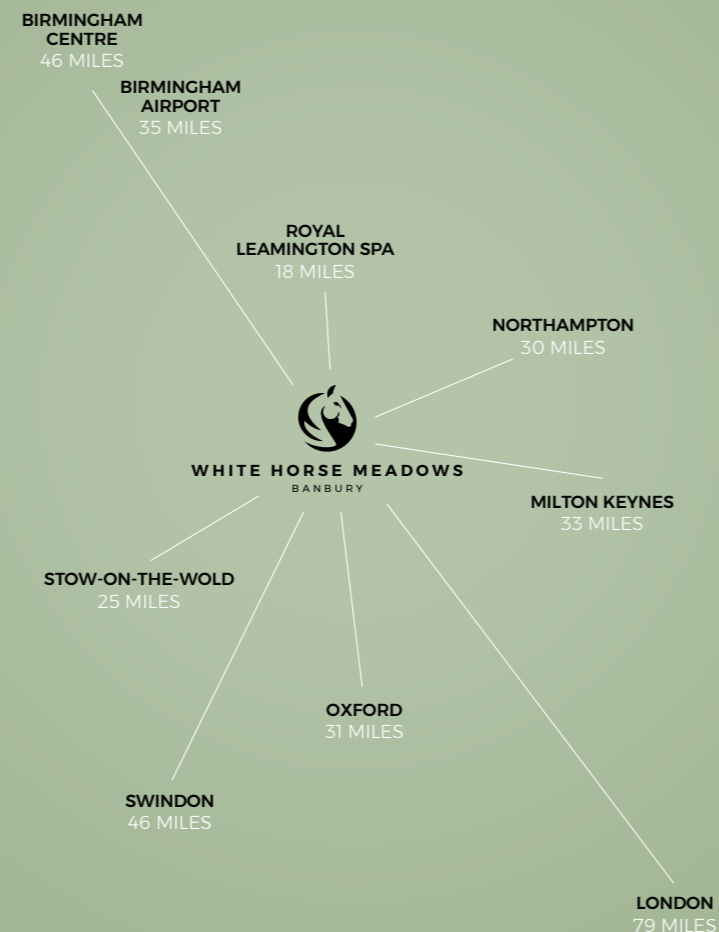 BIRMINGHAM
CENTRE
46 MILES
BIRMINGHAM
AIRPORT
35 MILES
ROYAL
LEAMINGTON SPA
18 MILES
NORTHAMPTON
30 MILES
WHITE HORSE MEADOWS
BANBURY
MILTON KEYNES
33 MILES
STOW-ON-THE-WOLD
25 MILES
OXFORD
31 MILES
SWINDON
46 MILES
LONDON
79 MILES